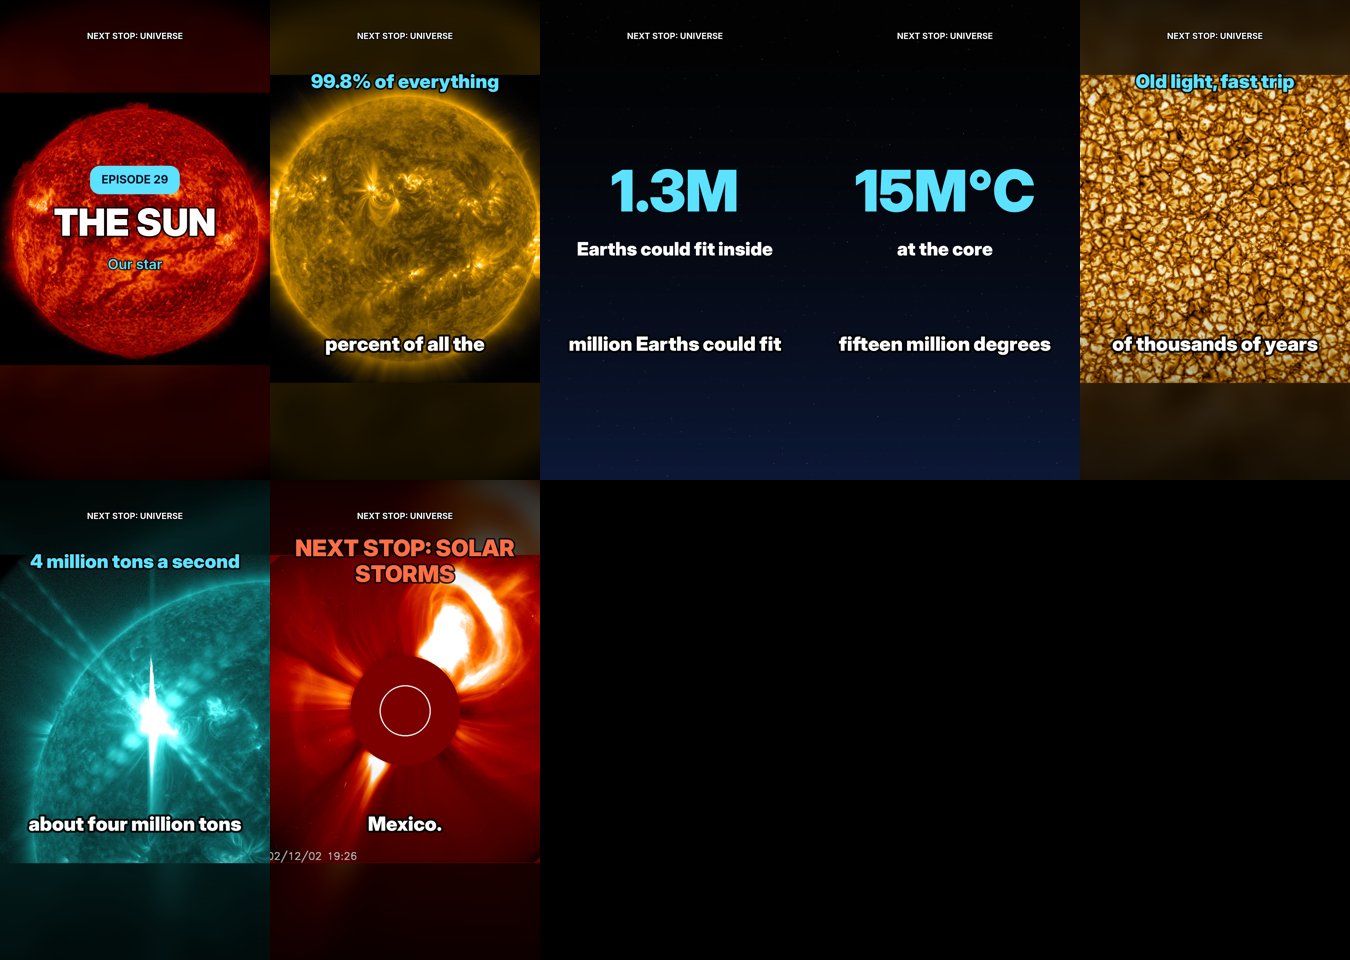 NEXT STOP: UNIVERSE
EPISODE 29
THE SUN
Our star
NEXT STOP: UNIVERSE
99.8% of everything
percent of all the
NEXT STOP: UNIVERSE
1.3M
Earths could fit inside
million Earths could fit
NEXT STOP: UNIVERSE
15M°C
at the core
fifteen million degrees
NEXT STOP: UNIVERSE
Old light, fast trip
of thousands of years
NEXT STOP: UNIVERSE
4 million tons a second
about four million tons
NEXT STOP: UNIVERSE
NEXT STOP: SOLAR
STORMS
Mexico.
02/12/02 19:26